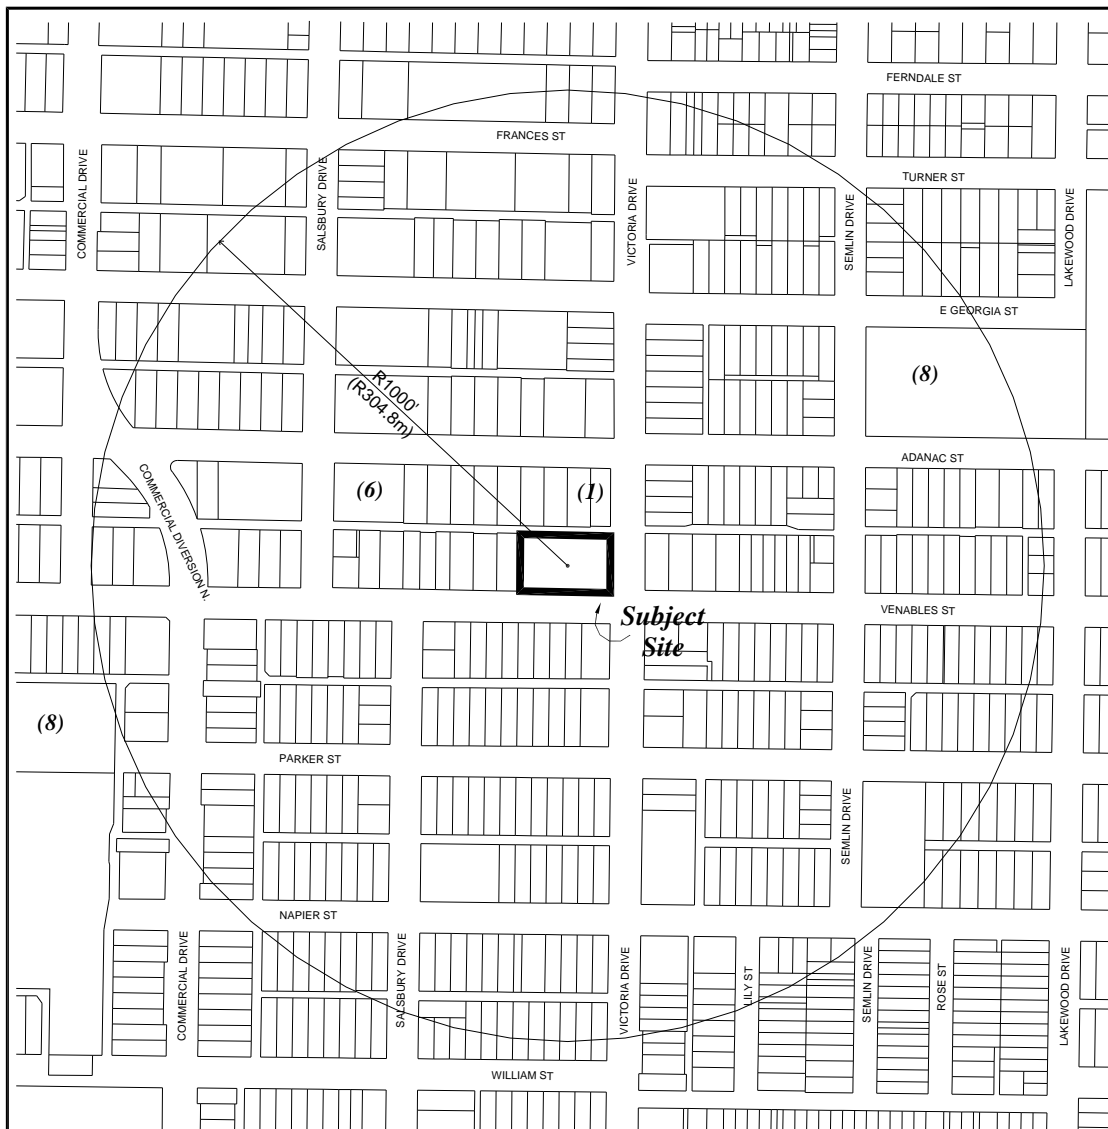 FERNDALE ST
FRANCES ST
TURNER ST
COMMERCIAL DRIVE
SALSBURY DRIVE
VICTORIA DRIVE
SEMLIN DRIVE
LAKEWOOD DRIVE
E GEORGIA ST
R1000'
(R304.8m)
(8)
ADANAC ST
COMMERCIAL DIVERSION N.
(6)
(1)
VENABLES ST
Subject
Site
(8)
PARKER ST
SEMLIN DRIVE
NAPIER ST
COMMERCIAL DRIVE
SALSBURY DRIVE
VICTORIA DRIVE
LILY ST
SEMLIN DRIVE
ROSE ST
LAKEWOOD DRIVE
WILLIAM ST